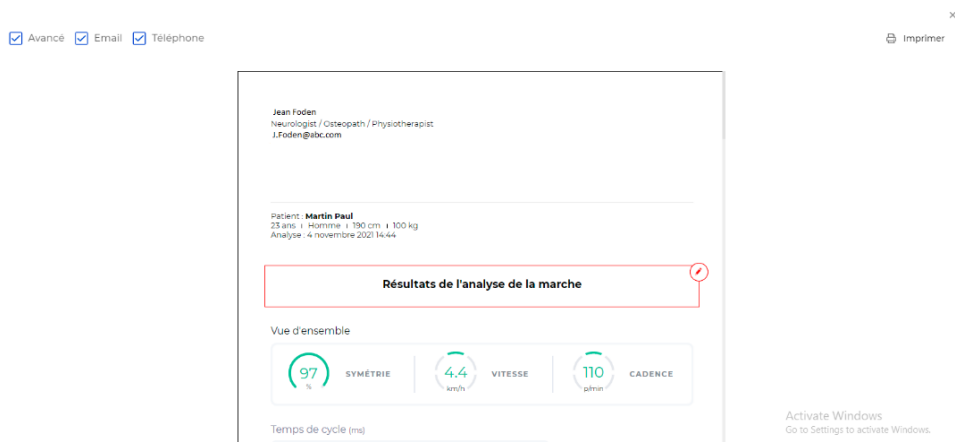 ×
Avancé Email Téléphone
Imprimer
Jean Foden
Neurologist / Osteopath / Physiotherapist
J.Foden@abc.com
Patient : Martin Paul
23 ans I Homme I 190 cm I 100 kg
Analyse : 4 novembre 2021 14:44
Résultats de l'analyse de la marche
Vue d'ensemble
97 % SYMÉTRIE
4.4 km/h VITESSE
110 p/min CADENCE
Temps de cycle (ms)
Activate Windows
Go to Settings to activate Windows.